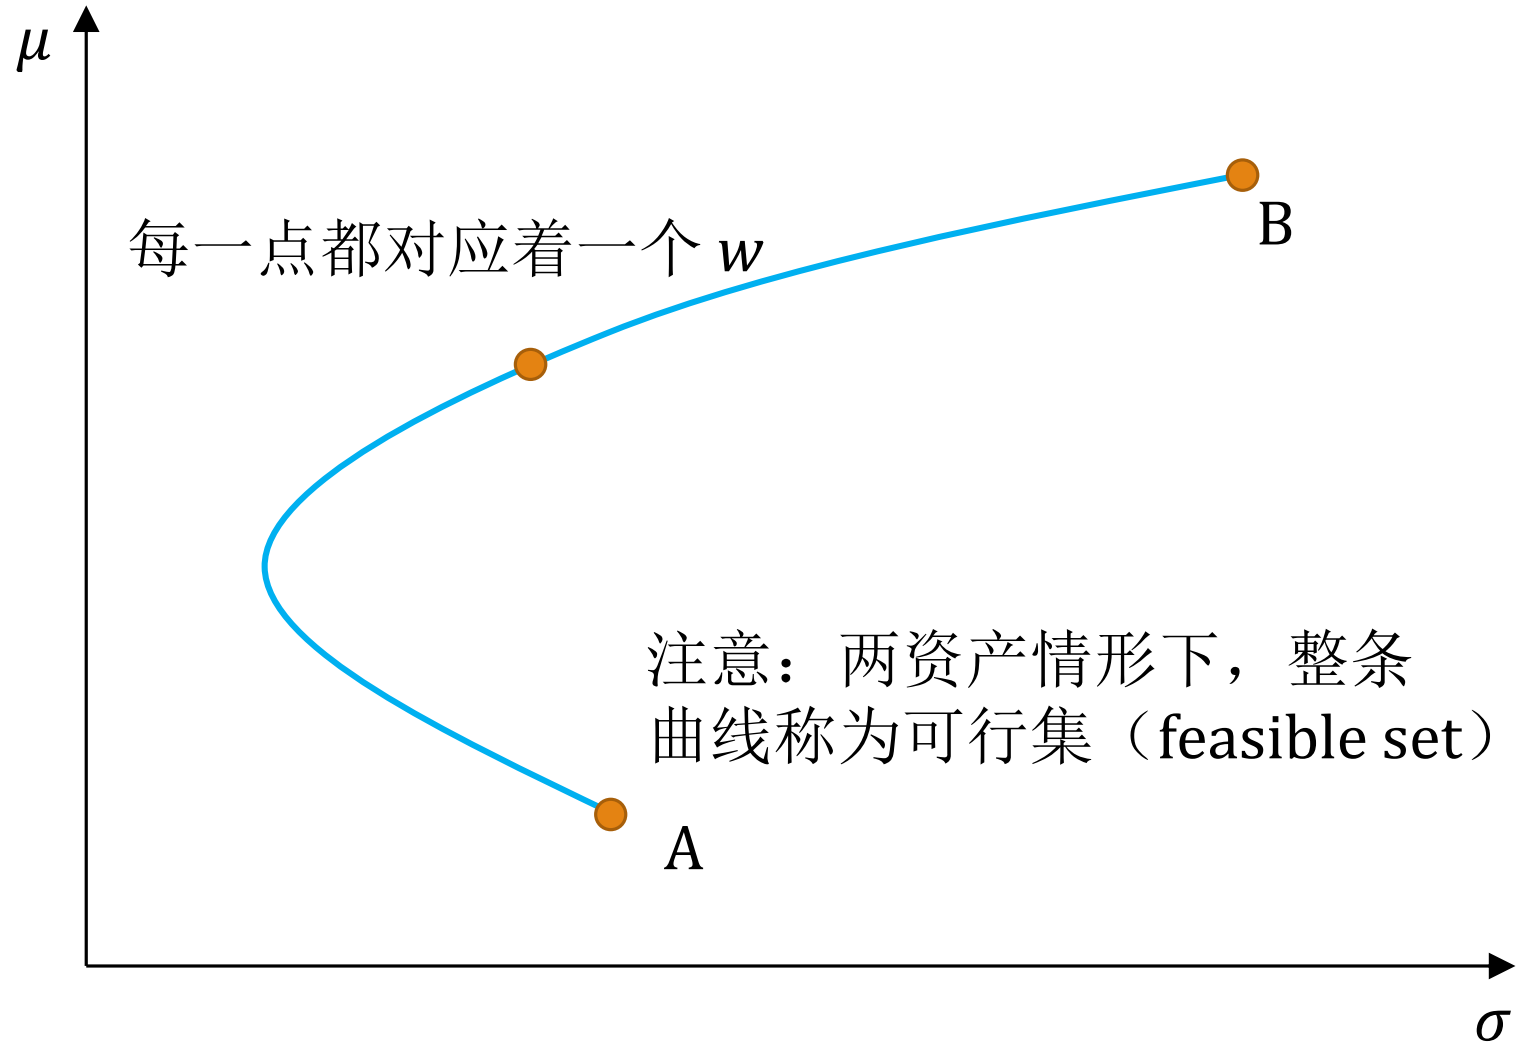 μ
每一点都对应着一个 w
B
注意：两资产情形下，整条
曲线称为可行集（feasible set）
A
σ